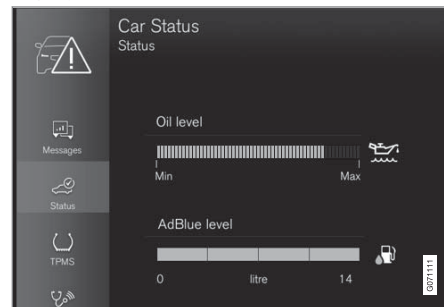 Car Status
Status
Messages
Status
TPMS
Oil level
Min Max
AdBlue level
0 litre 14
G071111